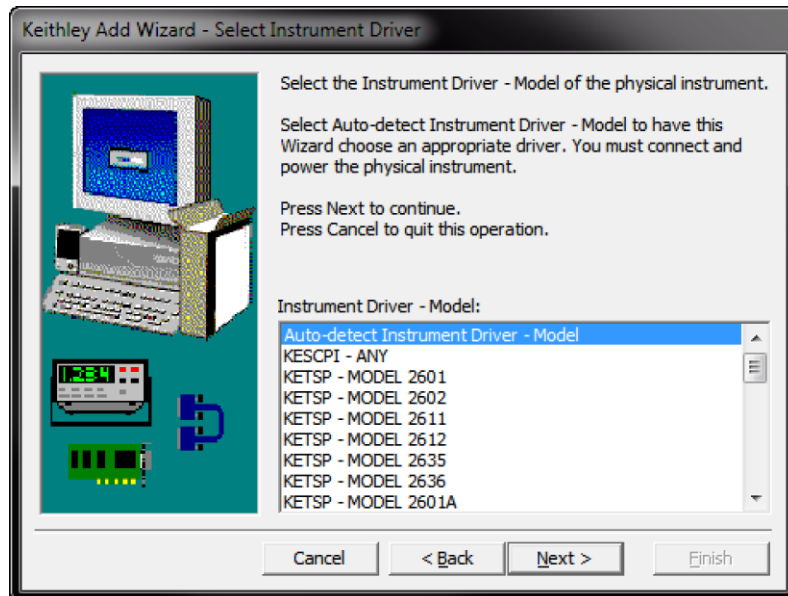 Keithley Add Wizard - Select Instrument Driver
Select the Instrument Driver - Model of the physical instrument.
Select Auto-detect Instrument Driver - Model to have this
Wizard choose an appropriate driver. You must connect and
power the physical instrument.
Press Next to continue.
Press Cancel to quit this operation.
Instrument Driver - Model:
Auto-detect Instrument Driver - Model
KESCPI - ANY
KETSP - MODEL 2601
KETSP - MODEL 2602
KETSP - MODEL 2611
KETSP - MODEL 2612
KETSP - MODEL 2635
KETSP - MODEL 2636
KETSP - MODEL 2601A
1.234
Cancel
< Back
Next >
Finish